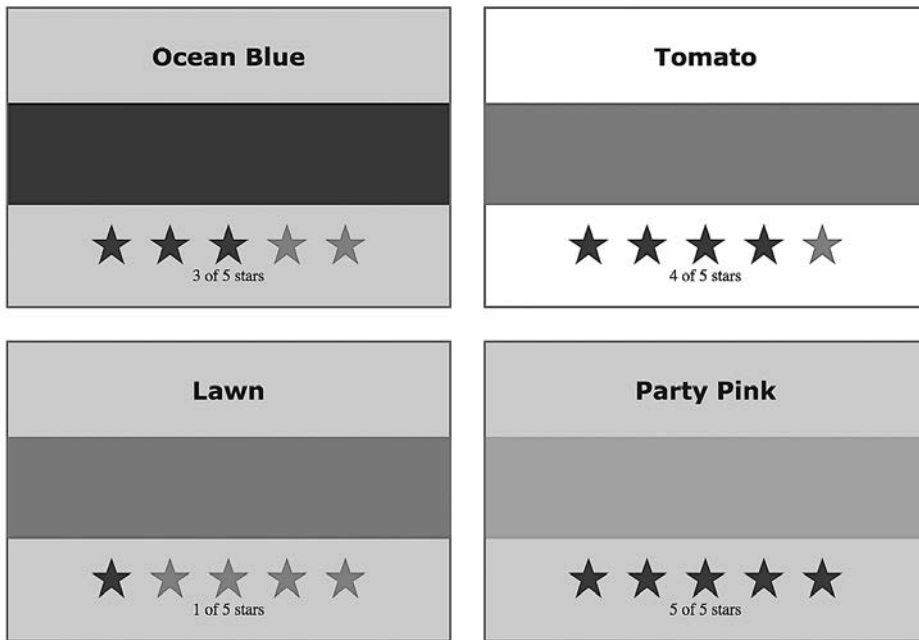 Ocean Blue
3 of 5 stars
Tomato
4 of 5 stars
Lawn
1 of 5 stars
Party Pink
5 of 5 stars